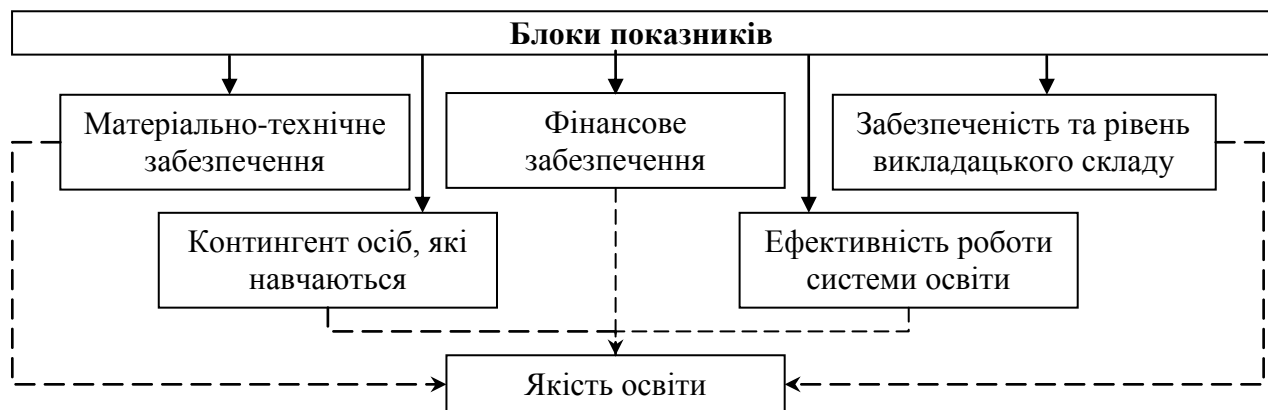 Блоки показників
Матеріально-технічне
забезпечення
Фінансове
забезпечення
Забезпеченість та рівень
викладацького складу
Контингент осіб, які
навчаються
Ефективність роботи
системи освіти
Якість освіти